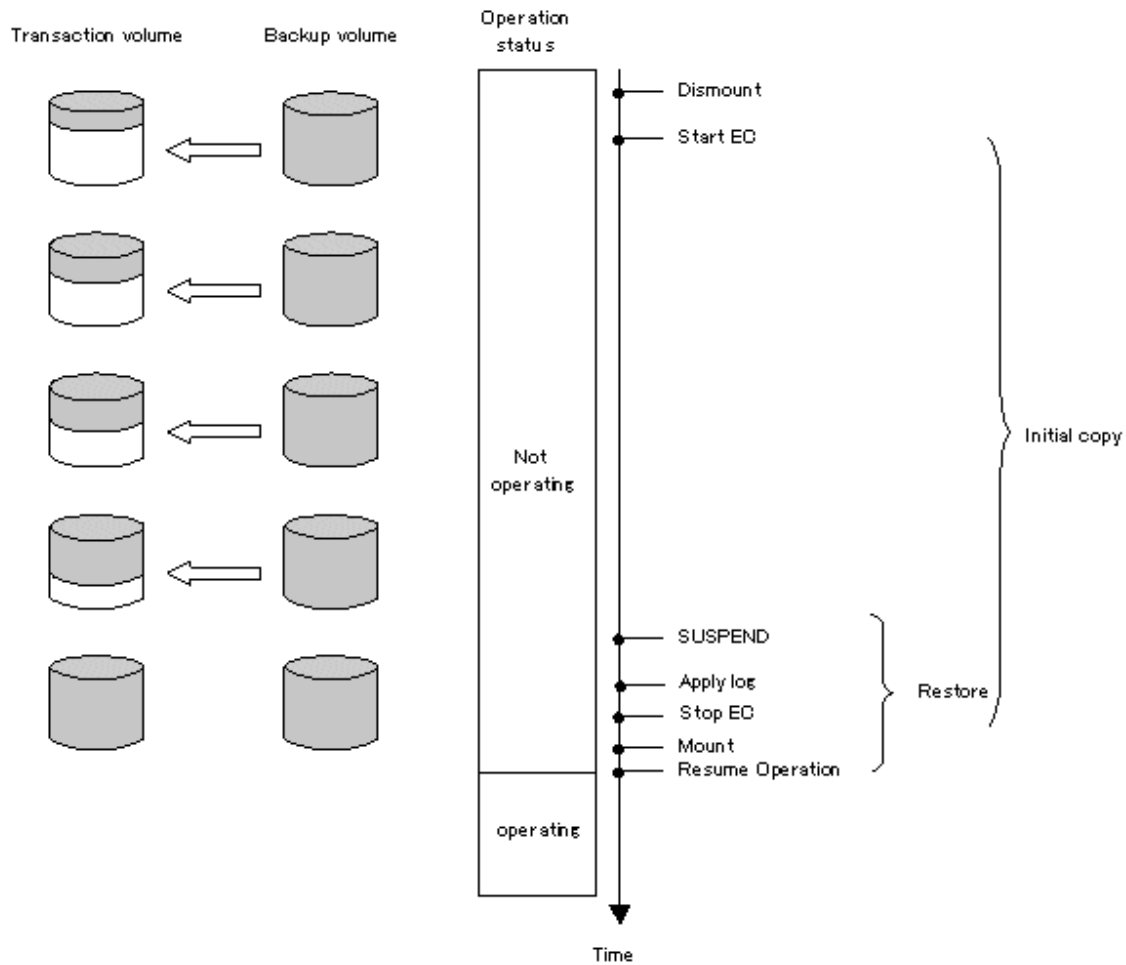 Transaction volume
Backup volume
Operation
status
Dismount
Start EC
Not
operating
Initial copy
SUSPEND
Apply log
Restore
Stop EC
Mount
Resume Operation
operating
Time